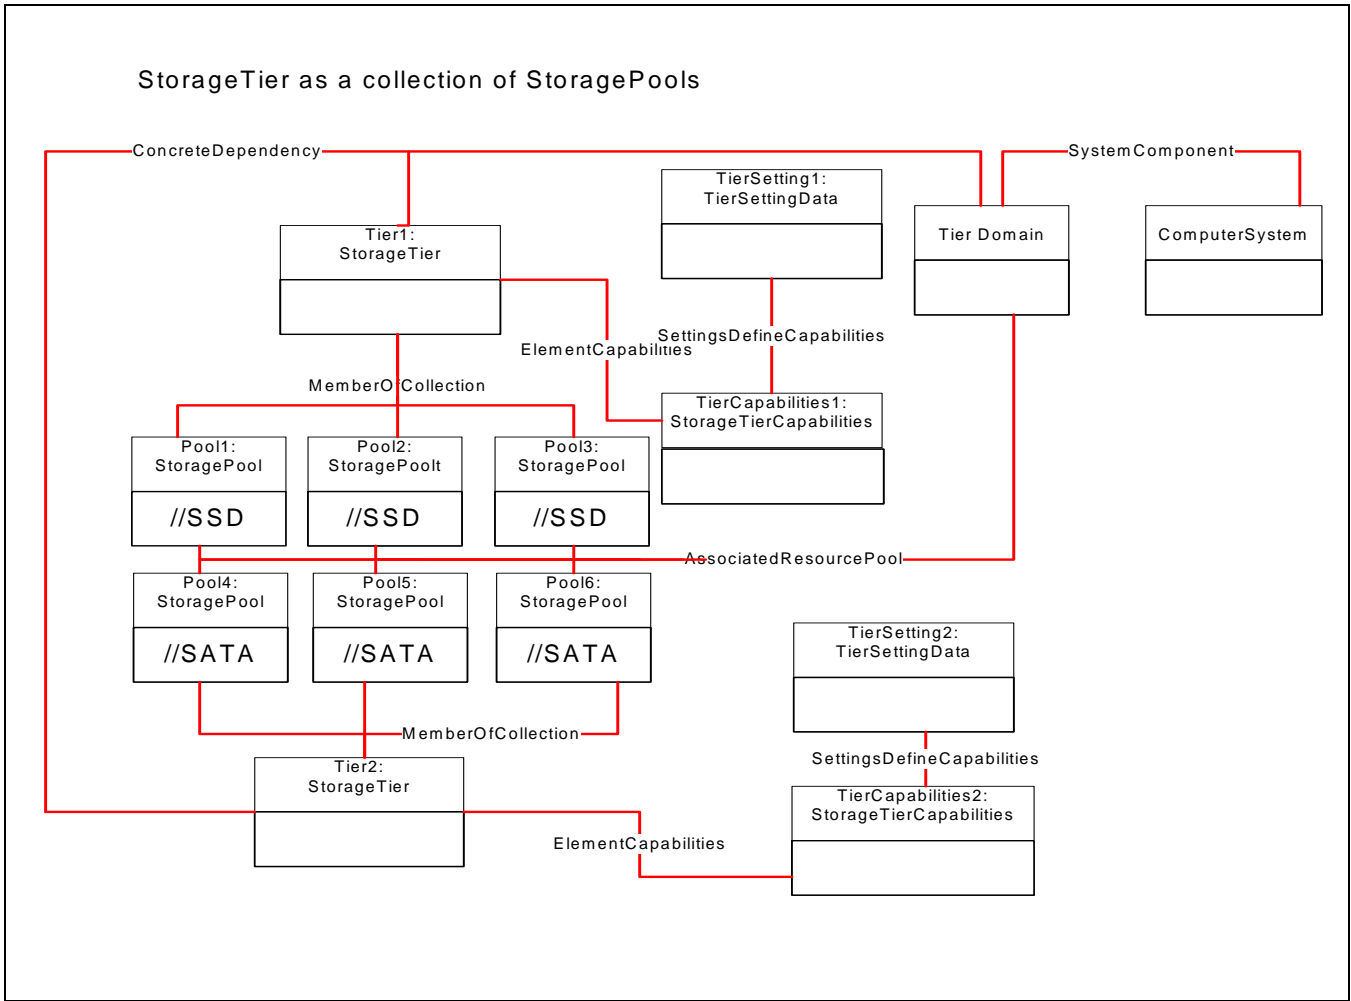 StorageTier as a collection of StoragePools
ConcreteDependency
SystemComponent
TierSetting1:
TierSettingData
Tier1:
StorageTier
Tier Domain
ComputerSystem
SettingsDefineCapabilities
ElementCapabilities
MemberOfCollection
TierCapabilities1:
StorageTierCapabilities
Pool1:
StoragePool
//SSD
Pool2:
StoragePoolt
//SSD
Pool3:
StoragePool
//SSD
AssociatedResourcePool
Pool4:
StoragePool
//SATA
Pool5:
StoragePool
//SATA
Pool6:
StoragePool
//SATA
TierSetting2:
TierSettingData
MemberOfCollection
SettingsDefineCapabilities
Tier2:
StorageTier
TierCapabilities2:
StorageTierCapabilities
ElementCapabilities